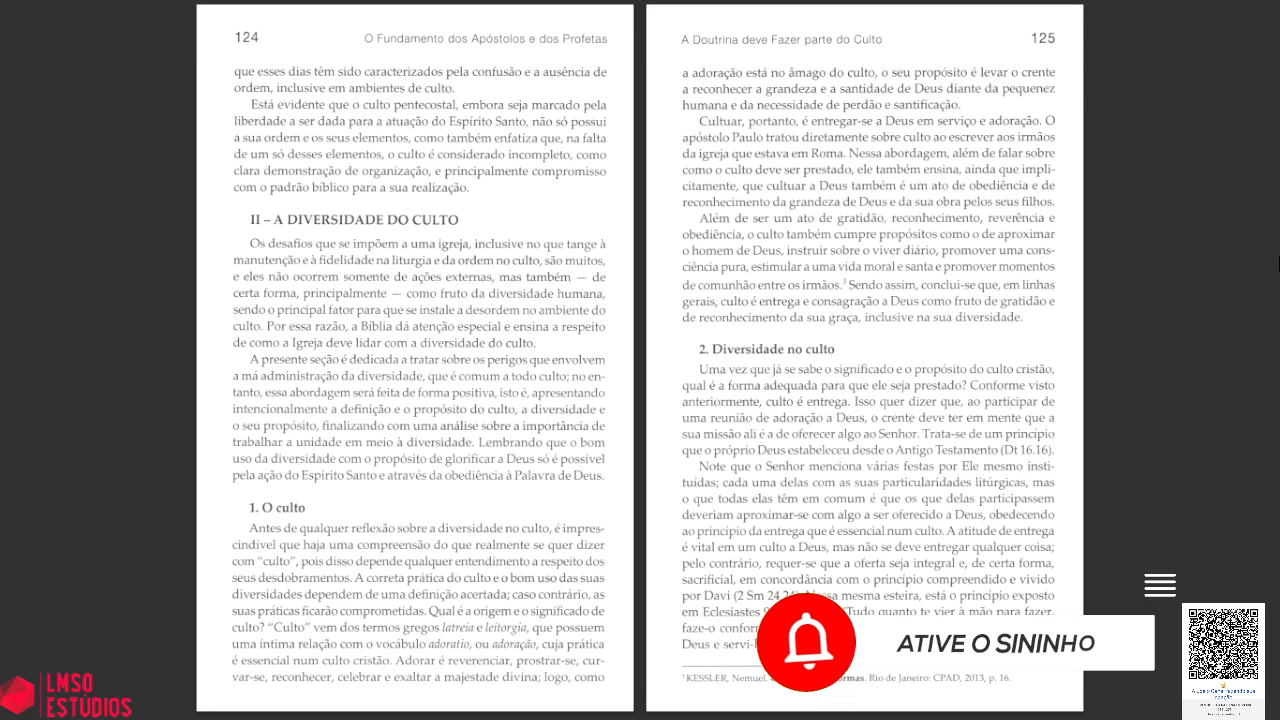 124
O Fundamento dos Apóstolos e dos Profetas
que esses dias têm sido caracterizados pela confusão e a ausência de
ordem, inclusive em ambientes de culto.
Está evidente que o culto pentecostal, embora seja marcado pela
liberdade a ser dada para a atuação do Espírito Santo, não só possui
a sua ordem e os seus elementos, como também enfatiza que, na falta
de um só desses elementos, o culto é considerado incompleto, como
clara demonstração de organização, e principalmente compromisso
com o padrão bíblico para a sua realização.
II – A DIVERSIDADE DO CULTO
Os desafios que se impõem a uma igreja, inclusive no que tange à
manutenção e à fidelidade na liturgia e da ordem no culto, são muitos,
e eles não ocorrem somente de ações externas, mas também — de
certa forma, principalmente — como fruto da diversidade humana,
sendo o principal fator para que se instale a desordem no ambiente do
culto. Por essa razão, a Bíblia dá atenção especial e ensina a respeito
de como a Igreja deve lidar com a diversidade do culto.
A presente seção é dedicada a tratar sobre os perigos que envolvem
a má administração da diversidade, que é comum a todo culto; no en-
tanto, essa abordagem será feita de forma positiva, isto é, apresentando
intencionalmente a definição e o propósito do culto, a diversidade e
o seu propósito, finalizando com uma análise sobre a importância de
trabalhar a unidade em meio à diversidade. Lembrando que o bom
uso da diversidade com o propósito de glorificar a Deus só é possível
pela ação do Espírito Santo e através da obediência à Palavra de Deus.
1. O culto
Antes de qualquer reflexão sobre a diversidade no culto, é impres-
cindível que haja uma compreensão do que realmente se quer dizer
com “culto”, pois disso depende qualquer entendimento a respeito dos
seus desdobramentos. A correta prática do culto e o bom uso das suas
diversidades dependem de uma definição acertada; caso contrário, as
suas práticas ficarão comprometidas. Qual é a origem e o significado de
culto? “Culto” vem dos termos gregos latreia e leitorgia, que possuem
uma íntima relação com o vocábulo adoratio, ou adoração, cuja prática
é essencial num culto cristão. Adorar é reverenciar, prostrar-se, cur-
var-se, reconhecer, celebrar e exaltar a majestade divina; logo, como
A Doutrina deve Fazer parte do Culto
125
a adoração está no âmago do culto, o seu propósito é levar o crente
a reconhecer a grandeza e a santidade de Deus diante da pequenez
humana e da necessidade de perdão e santificação.
Cultuar, portanto, é entregar-se a Deus em serviço e adoração. O
apóstolo Paulo tratou diretamente sobre culto ao escrever aos irmãos
da igreja que estava em Roma. Nessa abordagem, além de falar sobre
como o culto deve ser prestado, ele também ensina, ainda que impli-
citamente, que cultuar a Deus também é um ato de obediência e de
reconhecimento da grandeza de Deus e da sua obra pelos seus filhos.
Além de ser um ato de gratidão, reconhecimento, reverência e
obediência, o culto também cumpre propósitos como o de aproximar
o homem de Deus, instruir sobre o viver diário, promover uma cons-
ciência pura, estimular a uma vida moral e santa e promover momentos
de comunhão entre os irmãos.³ Sendo assim, conclui-se que, em linhas
gerais, culto é entrega e consagração a Deus como fruto de gratidão e
de reconhecimento da sua graça, inclusive na sua diversidade.
2. Diversidade no culto
Uma vez que já se sabe o significado e o propósito do culto cristão,
qual é a forma adequada para que ele seja prestado? Conforme visto
anteriormente, culto é entrega. Isso quer dizer que, ao participar de
uma reunião de adoração a Deus, o crente deve ter em mente que a
sua missão ali é a de oferecer algo ao Senhor. Trata-se de um princípio
que o próprio Deus estabeleceu desde o Antigo Testamento (Dt 16.16).
Note que o Senhor menciona várias festas por Ele mesmo insti-
tuídas; cada uma delas com as suas particularidades litúrgicas, mas
o que todas elas têm em comum é que os que delas participassem
deveriam aproximar-se com algo a ser oferecido a Deus, obedecendo
ao princípio da entrega que é essencial num culto. A atitude de entrega
é vital em um culto a Deus, mas não se deve entregar qualquer coisa;
pelo contrário, requer-se que a oferta seja integral e, de certa forma,
sacrificial, em concordância com o princípio compreendido e vivido
por Davi (2 Sm 24.24). Nessa mesma esteira, está o princípio exposto
em Eclesiastes “Tudo quanto te vier à mão para fazer,
faze-o
Deus e
³ KESSLER, Nemuel. Rio de Janeiro: CPAD, 2013, p. 16.
ATIVE O SININHO
LMSO
ESTUDIOS